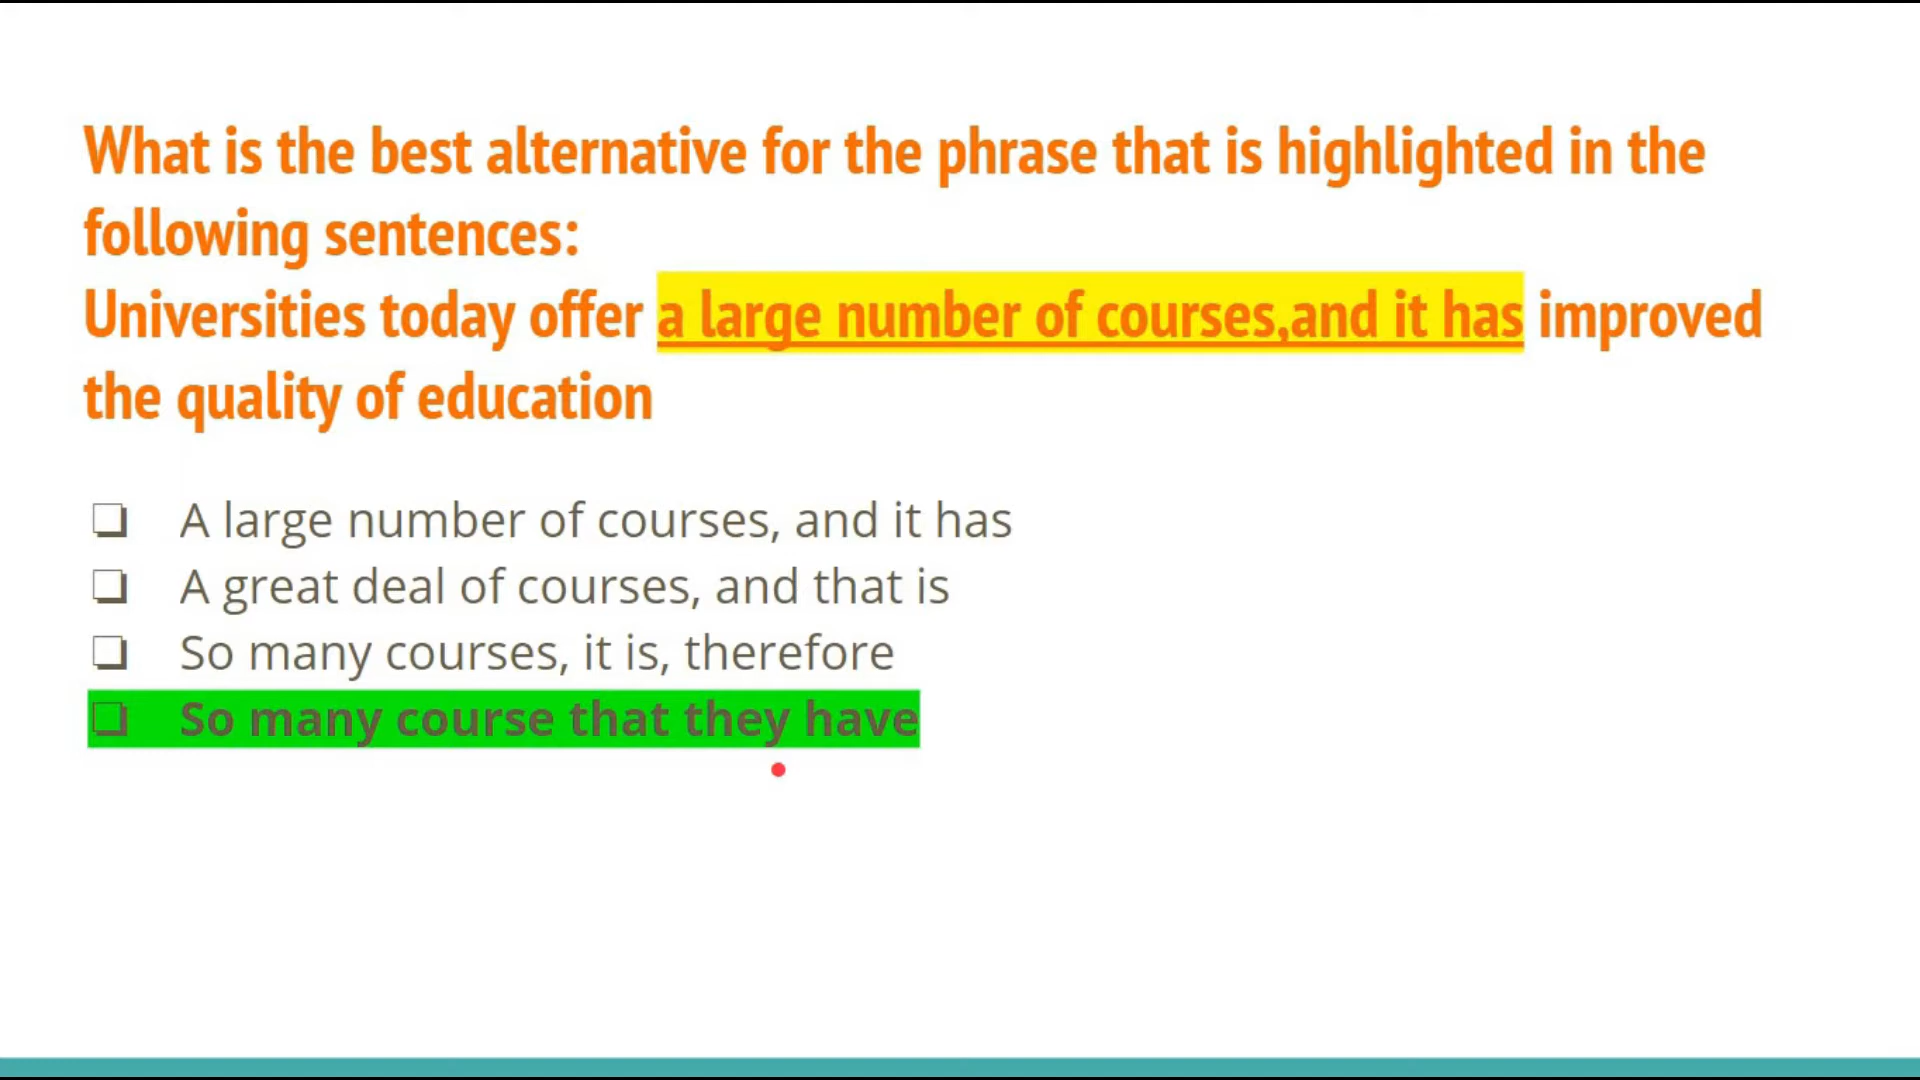 What is the best alternative for the phrase that is highlighted in the
following sentences:
Universities today offer a large number of courses,and it has improved
the quality of education
❏ A large number of courses, and it has
❏ A great deal of courses, and that is
❏ So many courses, it is, therefore
❏ So many course that they have